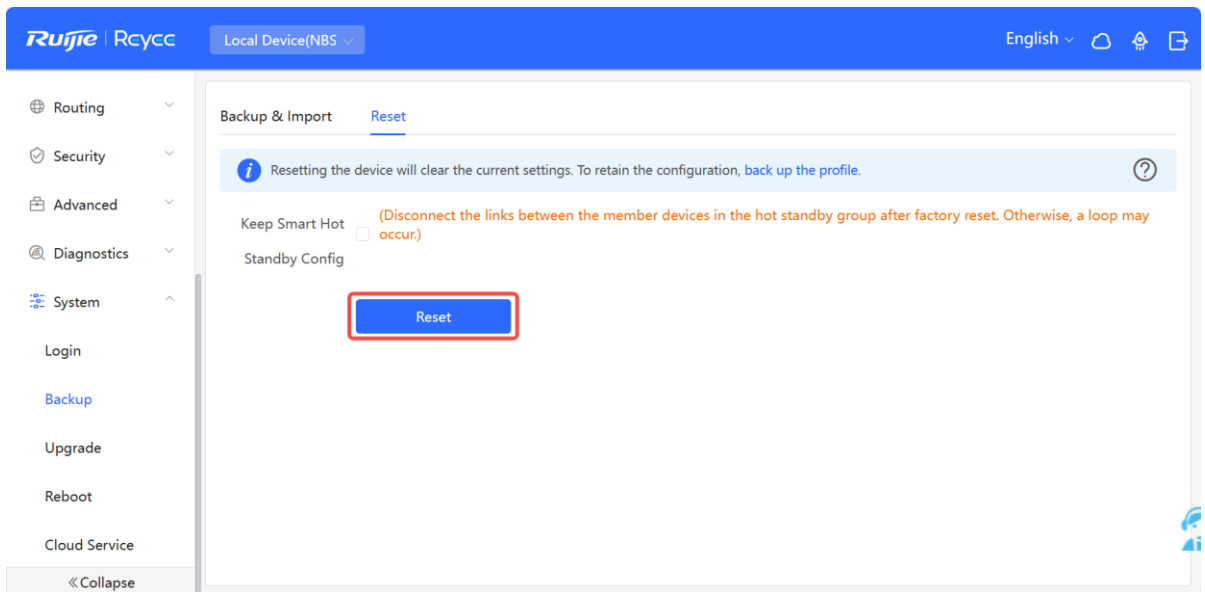 Ruijie | Reyee
Local Device(NBS
English
Routing
Security
Advanced
Diagnostics
System
Login
Backup
Upgrade
Reboot
Cloud Service
«Collapse
Backup & Import
Reset
Resetting the device will clear the current settings. To retain the configuration, back up the profile.
Keep Smart Hot
Standby Config
(Disconnect the links between the member devices in the hot standby group after factory reset. Otherwise, a loop may
occur.)
Reset